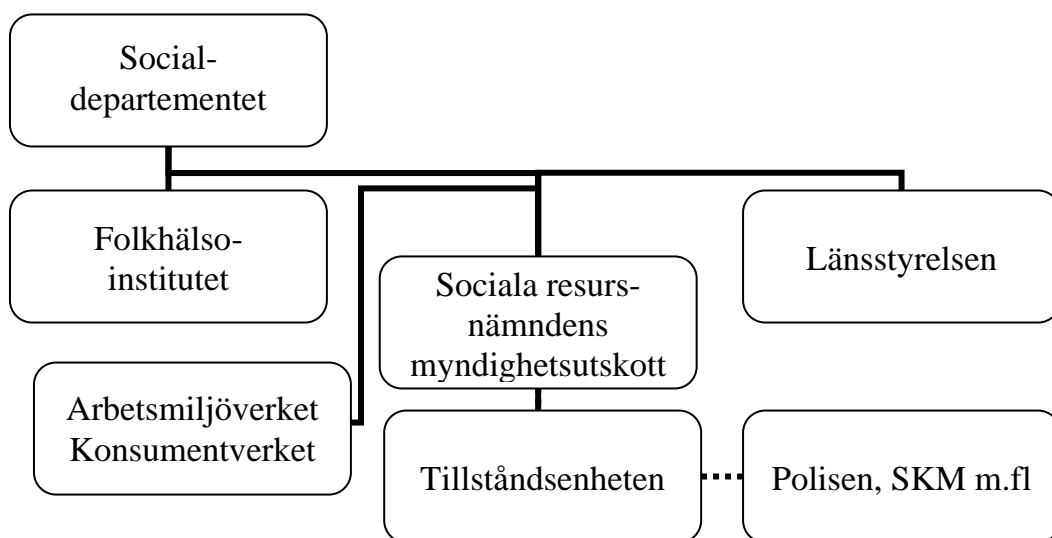 Social-
departementet
Folkhälso-
institutet
Länsstyrelsen
Sociala resurs-
nämndens
myndighetsutskott
Arbetsmiljöverket
Konsumentverket
Tillståndsenheten
Polisen, SKM m.fl